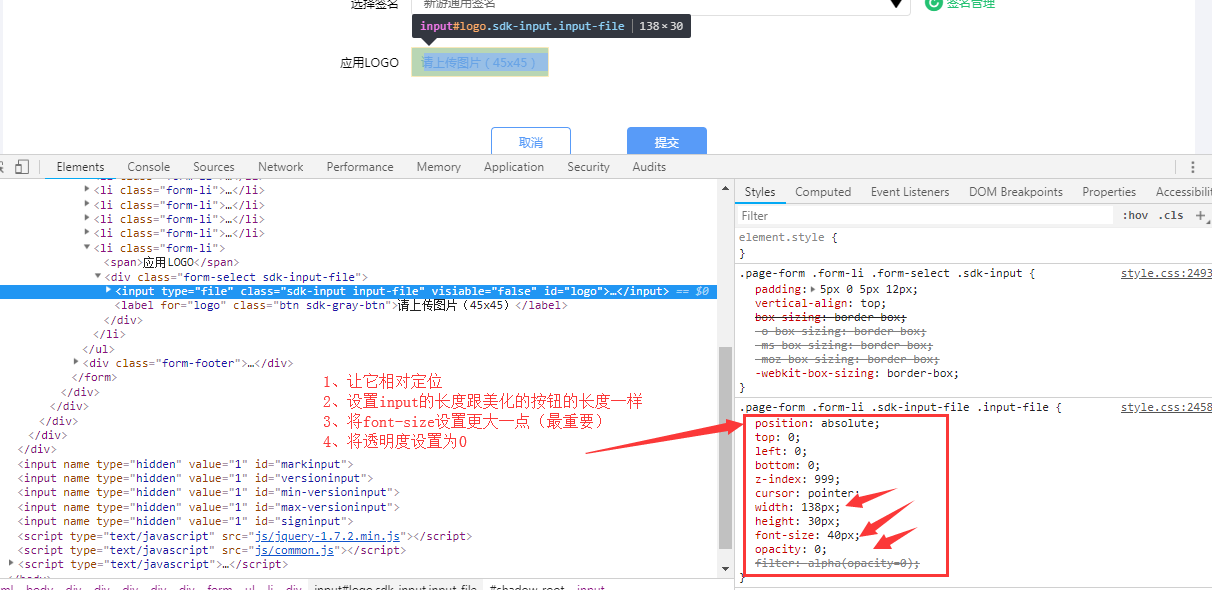 选择签名
新游通用签名
签名管理
input#logo.sdk-input.input-file | 138×30
应用LOGO
请上传图片（45x45）
取消
提交
Elements Console Sources Network Performance Memory Application Security Audits
<li class="form-li">…</li>
<li class="form-li">…</li>
<li class="form-li">…</li>
<li class="form-li">…</li>
<li class="form-li">
<span>应用LOGO</span>
<div class="form-select sdk-input-file">
<input type="file" class="sdk-input input-file" visiable="false" id="logo">…</input> == $0
<label for="logo" class="btn sdk-gray-btn">请上传图片（45x45）</label>
</div>
</li>
</ul>
<div class="form-footer">…</div>
</form>
</div>
</div>
</div>
</div>
</div>
<input name type="hidden" value="1" id="markinput">
<input name type="hidden" value="1" id="versioninput">
<input name type="hidden" value="1" id="min-versioninput">
<input name type="hidden" value="1" id="max-versioninput">
<input name type="hidden" value="1" id="signinput">
<script type="text/javascript" src="js/jquery-1.7.2.min.js"></script>
<script type="text/javascript" src="js/common.js"></script>
<script type="text/javascript">…</script>
body div div div div div form ul li div input#logo.sdk-input.input-file #shadow-root input
1、让它相对定位
2、设置input的长度跟美化的按钮的长度一样
3、将font-size设置更大一点（最重要）
4、将透明度设置为0
Styles Computed Event Listeners DOM Breakpoints Properties Accessibili
Filter :hov .cls +
element.style {
}
.page-form .form-li .form-select .sdk-input { style.css:2493
padding: 5px 0 5px 12px;
vertical-align: top;
box-sizing: border-box;
-o-box-sizing: border-box;
-ms-box-sizing: border-box;
-moz-box-sizing: border-box;
-webkit-box-sizing: border-box;
}
.page-form .form-li .sdk-input-file .input-file { style.css:2458
position: absolute;
top: 0;
left: 0;
bottom: 0;
z-index: 999;
cursor: pointer;
width: 138px;
height: 30px;
font-size: 40px;
opacity: 0;
filter: alpha(opacity=0);
}